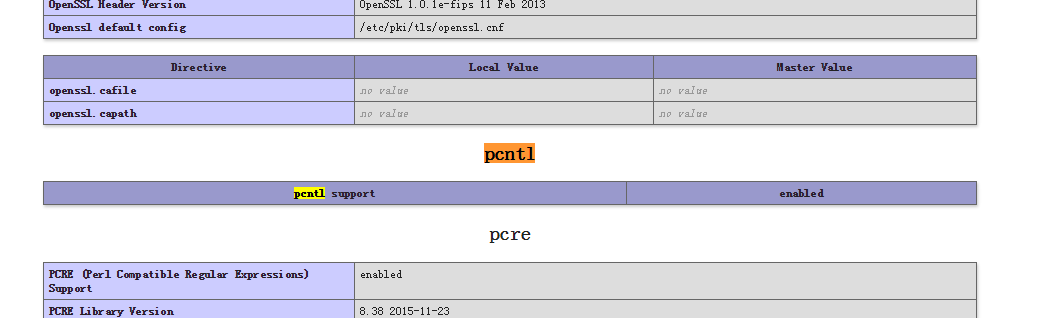 OpenSSL Header Version OpenSSL 1.0.1e-fips 11 Feb 2013
Openssl default config /etc/pki/tls/openssl.cnf
Directive Local Value Master Value
openssl.cafile no value no value
openssl.capath no value no value
pcntl
pcntl support enabled
pcre
PCRE (Perl Compatible Regular Expressions) enabled
Support
PCRE Library Version 8.38 2015-11-23